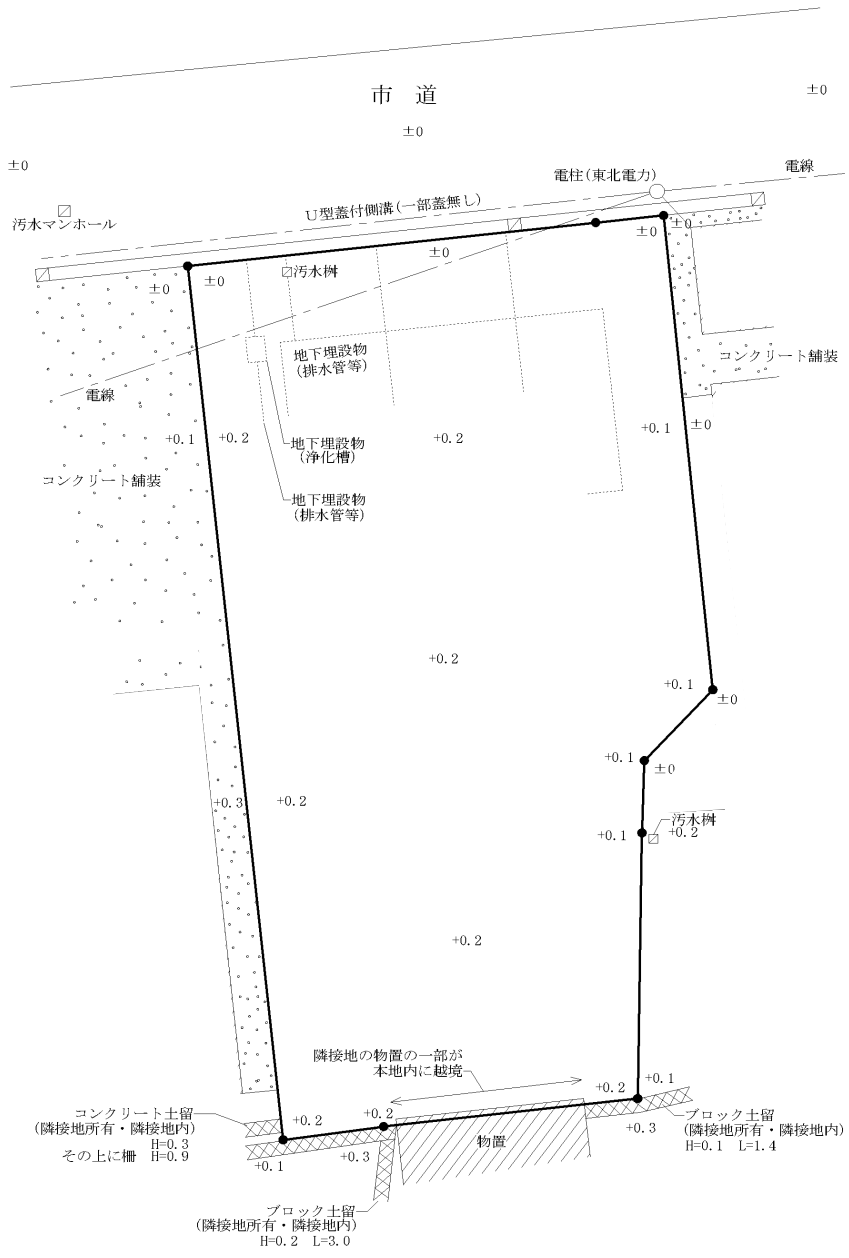 市　道
±0
±0
±0
電線
電柱(東北電力)
U型蓋付側溝(一部蓋無し)
汚水マンホール
±0
±0
±0
±0
±0
汚水桝
地下埋設物
(排水管等)
コンクリート舗装
電線
+0.1
+0.2
+0.2
+0.1
±0
地下埋設物
(浄化槽)
コンクリート舗装
地下埋設物
(排水管等)
+0.2
+0.1
±0
+0.1
±0
+0.3
+0.2
汚水桝
+0.1
+0.2
+0.2
隣接地の物置の一部が
本地内に越境
+0.2
+0.1
コンクリート土留
(隣接地所有・隣接地内)
H=0.3
その上に柵　H=0.9
+0.2
+0.2
+0.1
+0.3
物置
+0.3
ブロック土留
(隣接地所有・隣接地内)
H=0.1　L=1.4
ブロック土留
(隣接地所有・隣接地内)
H=0.2　L=3.0